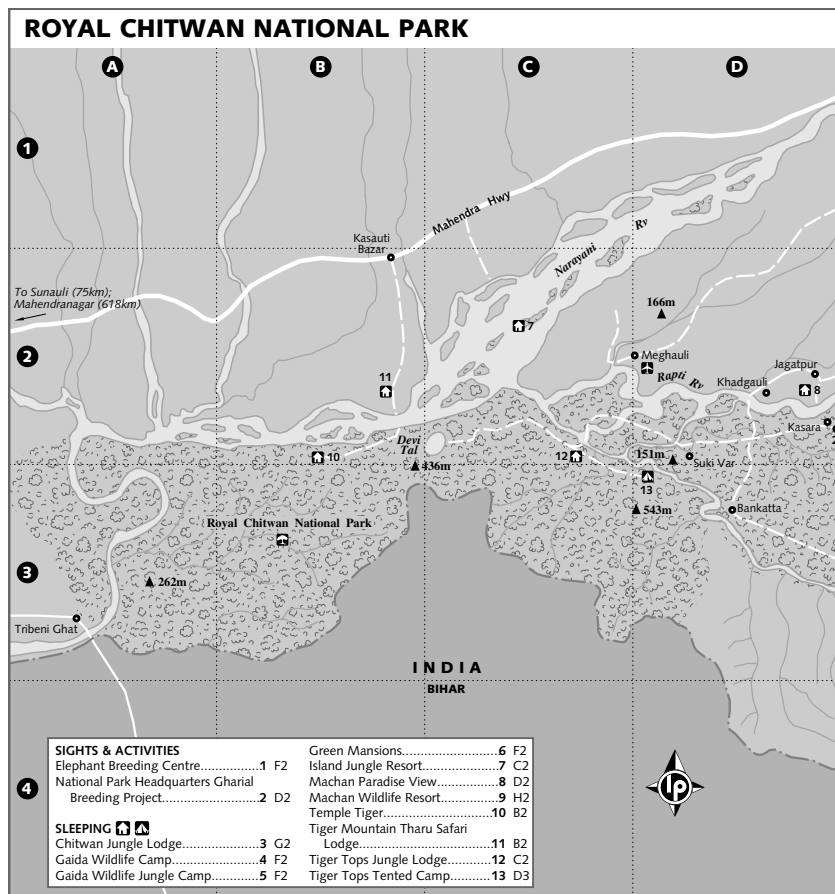 ROYAL CHITWAN NATIONAL PARK
A
B
C
D
1
Mahendra Hwy
Kasauti
Bazar
Narayani Rv
To Sunauli (75km);
Mahendranagar (618km)
166m
7
2
Meghauli
Jagatpur
Rapti Rv
Khadgauli
11
8
Kasara
2
Devi
Tal
10
436m
12
151m
Suki Var
13
Royal Chitwan National Park
543m
Bankatta
3
262m
Tribeni Ghat
INDIA
BIHAR
4
SIGHTS & ACTIVITIES
Elephant Breeding Centre..................1 F2
National Park Headquarters Gharial
Breeding Project.........................2 D2
SLEEPING
Chitwan Jungle Lodge......................3 G2
Gaida Wildlife Camp........................4 F2
Gaida Wildlife Jungle Camp.............5 F2
Green Mansions...........................6 F2
Island Jungle Resort......................7 C2
Machan Paradise View..................8 D2
Machan Wildlife Resort.................9 H2
Temple Tiger..............................10 B2
Tiger Mountain Tharu Safari
Lodge....................................11 B2
Tiger Tops Jungle Lodge..............12 C2
Tiger Tops Tented Camp.............13 D3
lp